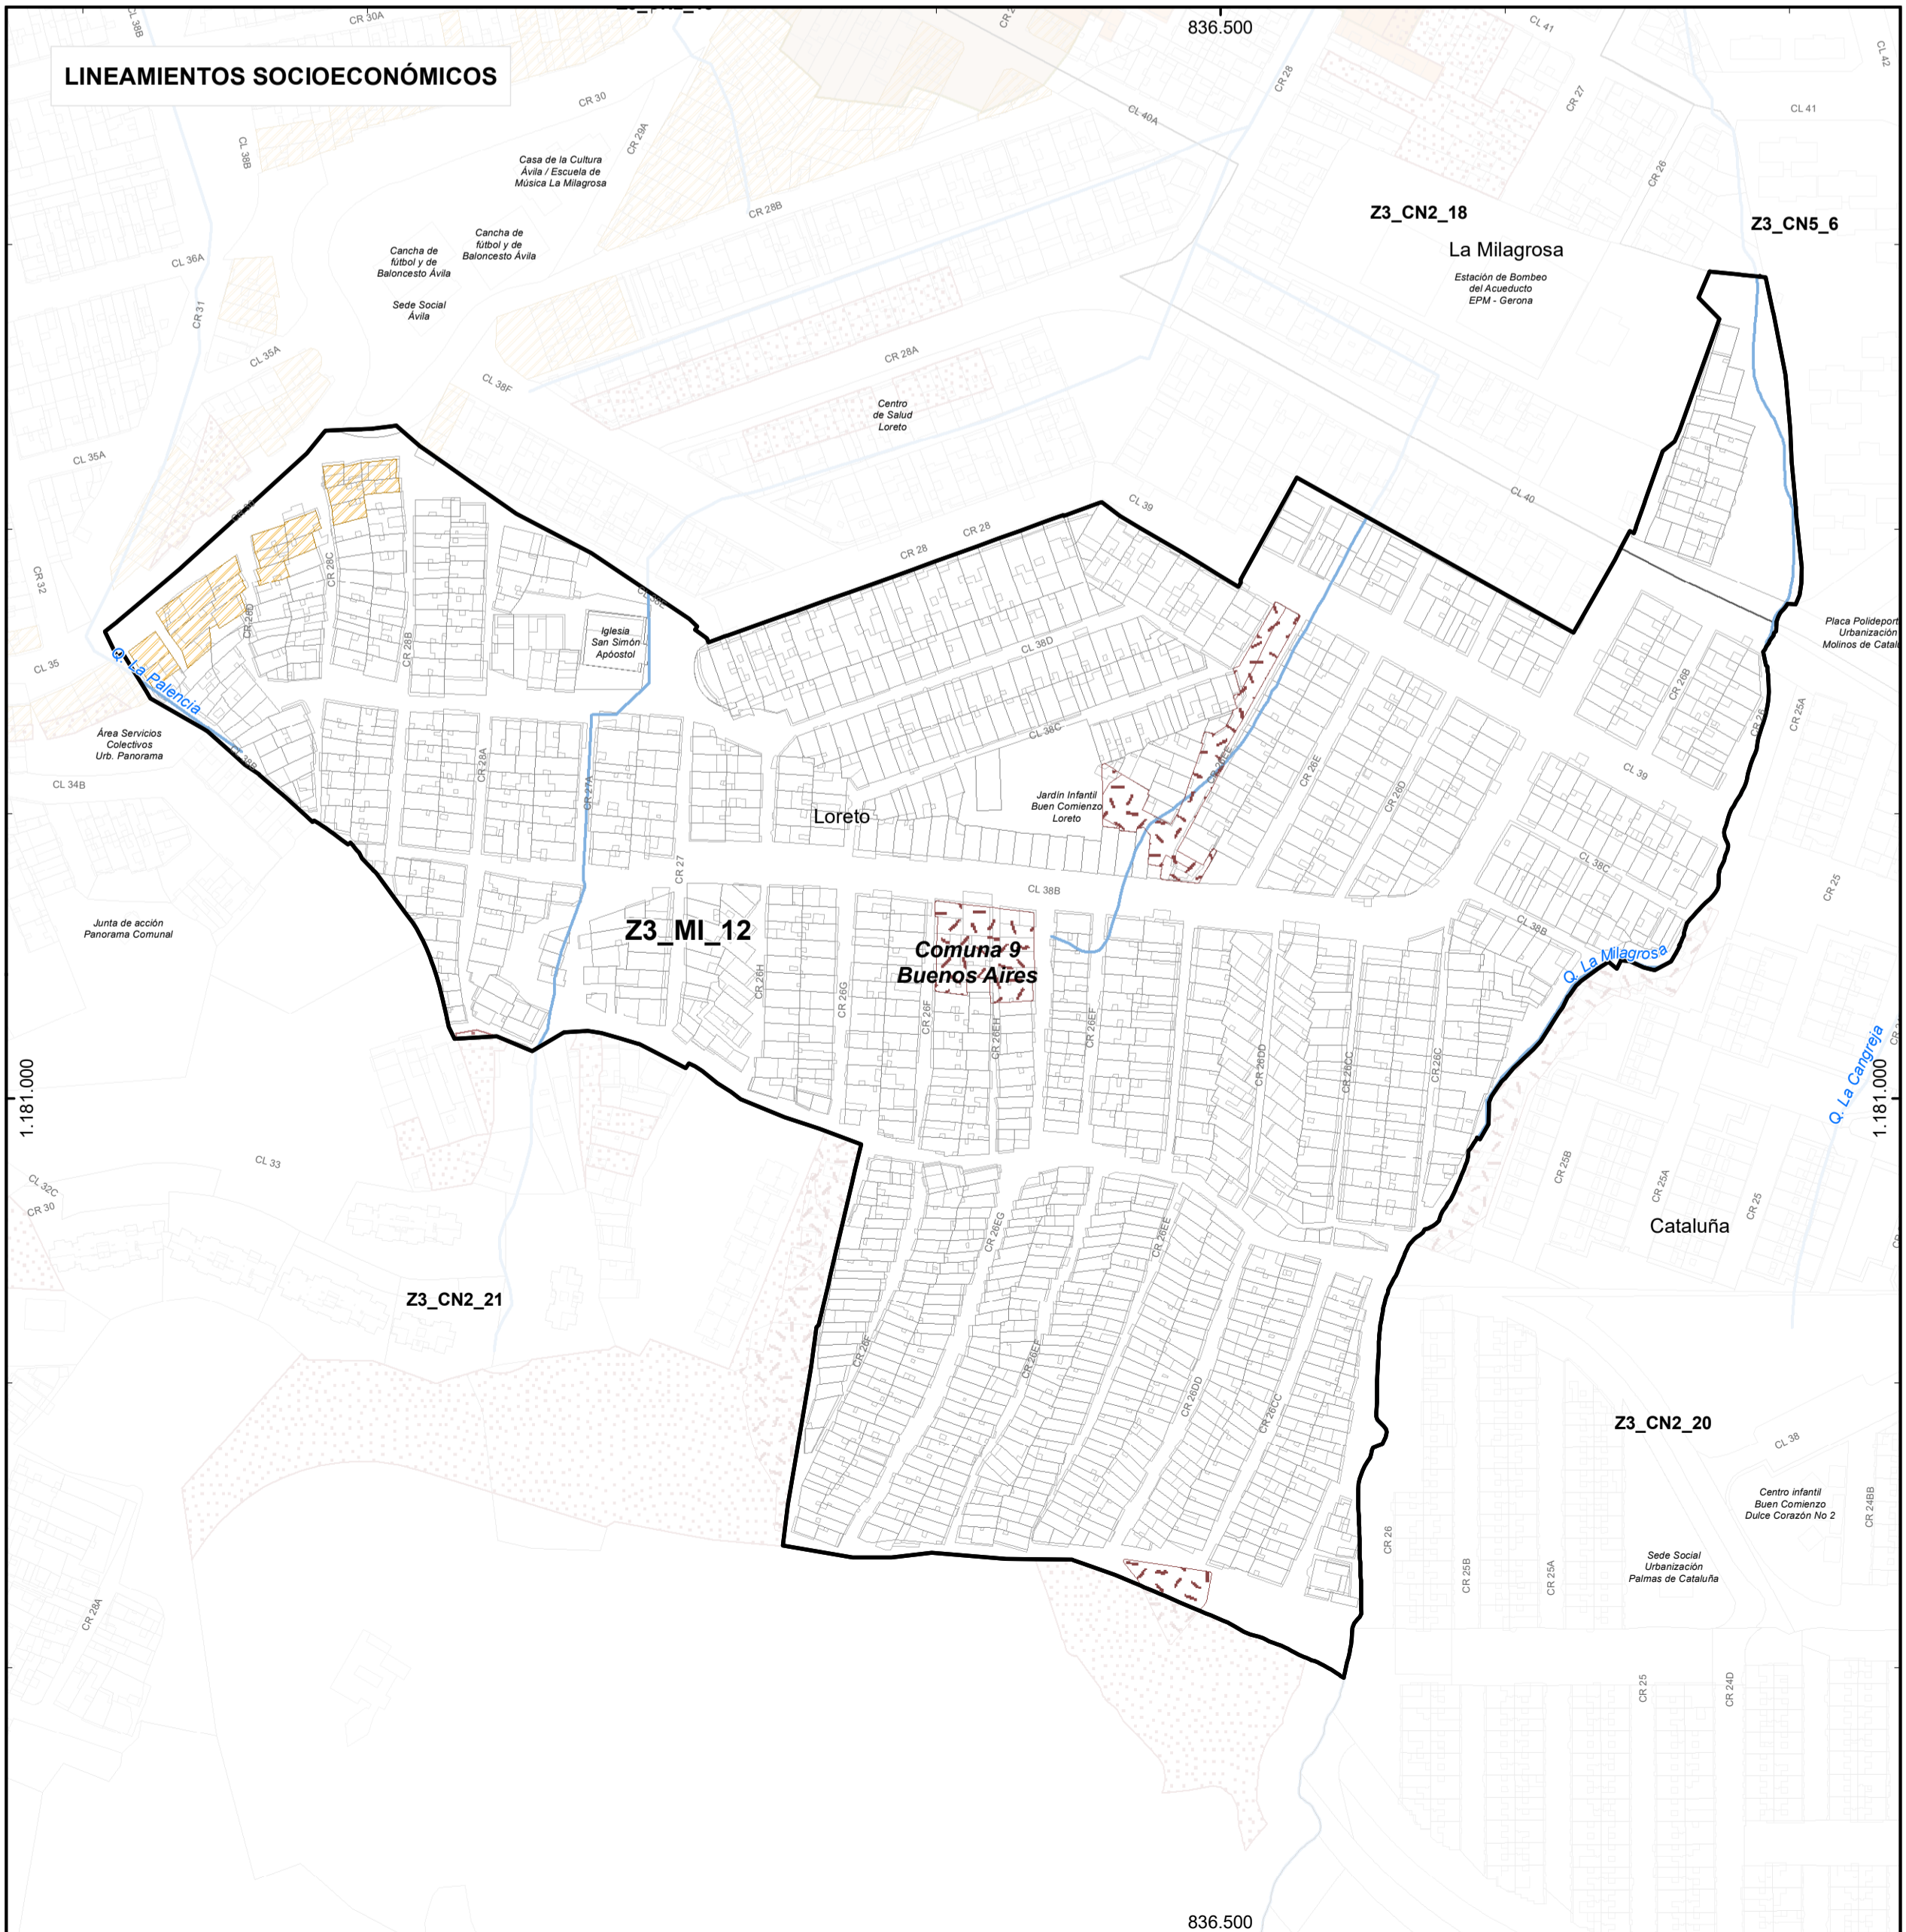 836.500
LINEAMIENTOS SOCIOECONÓMICOS
CL 38B
CR 30A
CR 28
CL 41
CL 42
CR 30
CR 29A
CL 38B
CL 40A
CR 27
CL 41
CR 26
Casa de la Cultura
Ávila / Escuela de
Música La Milagrosa
CR 28B
Z3_CN2_18
Z3_CN5_6
La Milagrosa
Estación de Bombeo
del Acueducto
EPM - Gerona
Cancha de
fútbol y de
Baloncesto Ávila
Cancha de
fútbol y de
Baloncesto Ávila
Sede Social
Ávila
CL 36A
CR 31
CL 35A
CL 38F
CR 28A
Centro
de Salud
Loreto
CL 35A
CL 39
CL 40
CR 28
CR 28
CR 32
CR 28C
CR 28D
CR 28B
Iglesia
San Simón
Apóostol
CL 38D
CL 38C
CL 35
Q. La Palencia
Placa Polideport
Urbanización
Molinos de Catalu
CR 26B
CR 26
CR 25A
Área Servicios
Colectivos
Urb. Panorama
CL 38B
CL 34B
CR 28A
CR 27A
CR 26EE
CR 26E
CR 26D
CL 39
Jardín Infantil
Buen Comienzo
Loreto
Loreto
CR 27
CL 38B
CL 38C
CR 25
CL 38B
Junta de acción
Panorama Comunal
Z3_MI_12
Comuna 9
Buenos Aires
Q. La Milagrosa
CR 26H
CR 26G
CR 26F
CR 26EH
CR 26EF
CR 26DD
CR 26CC
CR 26C
Q. La Cangreja
1.181.000
1.181.000
CL 33
CL 32C
CR 30
CR 25B
CR 25A
CR 25
CR 26EG
CR 26EE
Cataluña
Z3_CN2_21
CR 26F
CR 26EF
CR 26DD
CR 26CC
Z3_CN2_20
CL 38
Centro infantil
Buen Comienzo
Dulce Corazón No 2
CR 24BB
CR 26
CR 25B
CR 25A
Sede Social
Urbanización
Palmas de Cataluña
CR 28A
CR 25
CR 24D
836.500